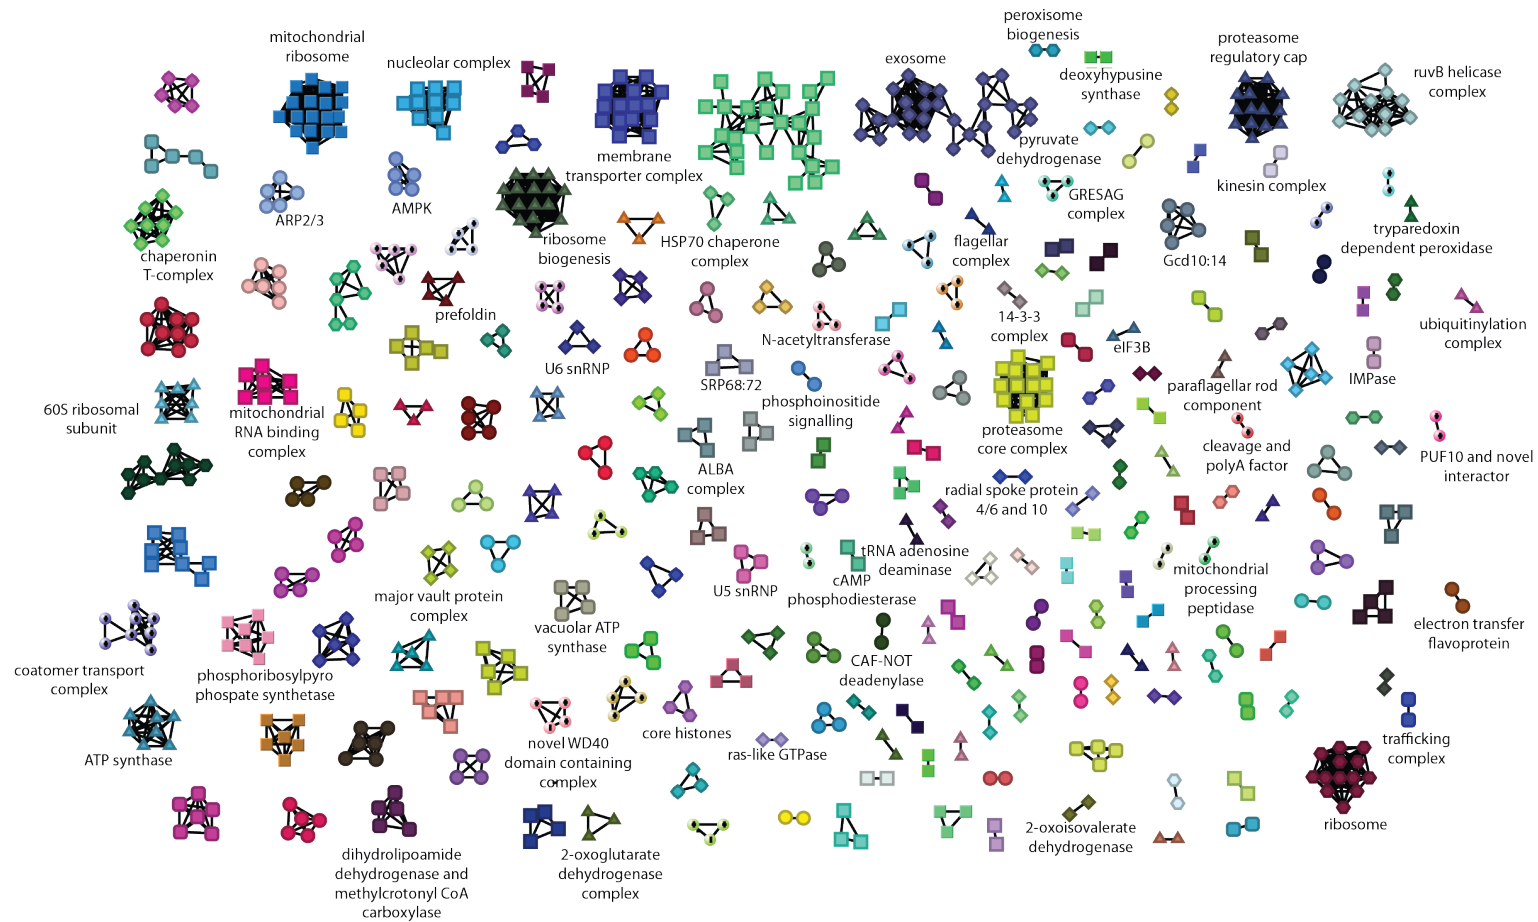 peroxisome
biogenesis
mitochondrial
ribosome
nucleolar complex
exosome
proteasome
regulatory cap
deoxyhypusine
synthase
ruvB helicase
complex
membrane
transporter complex
pyruvate
dehydrogenase
kinesin complex
ARP2/3
AMPK
GRESAG
complex
tryparedoxin
dependent peroxidase
chaperonin
T-complex
ribosome
biogenesis
HSP70 chaperone
complex
flagellar
complex
Gcd10:14
prefoldin
14-3-3
complex
ubiquitinylation
complex
N-acetyltransferase
eIF3B
U6 snRNP
SRP68:72
IMPase
60S ribosomal
subunit
mitochondrial
RNA binding
complex
phosphoinositide
signalling
paraflagellar rod
component
proteasome
core complex
cleavage and
polyA factor
PUF10 and novel
interactor
ALBA
complex
radial spoke protein
4/6 and 10
tRNA adenosine
deaminase
mitochondrial
processing
peptidase
U5 snRNP
cAMP
phosphodiesterase
major vault protein
complex
vacuolar ATP
synthase
electron transfer
flavoprotein
coatomer transport
complex
phosphoribosylpyro
phospate synthetase
CAF-NOT
deadenylase
core histones
ras-like GTPase
novel WD40
domain containing
complex
trafficking
complex
ATP synthase
ribosome
2-oxoisovalerate
dehydrogenase
dihydrolipoamide
dehydrogenase and
methylcrotonyl CoA
carboxylase
2-oxoglutarate
dehydrogenase
complex